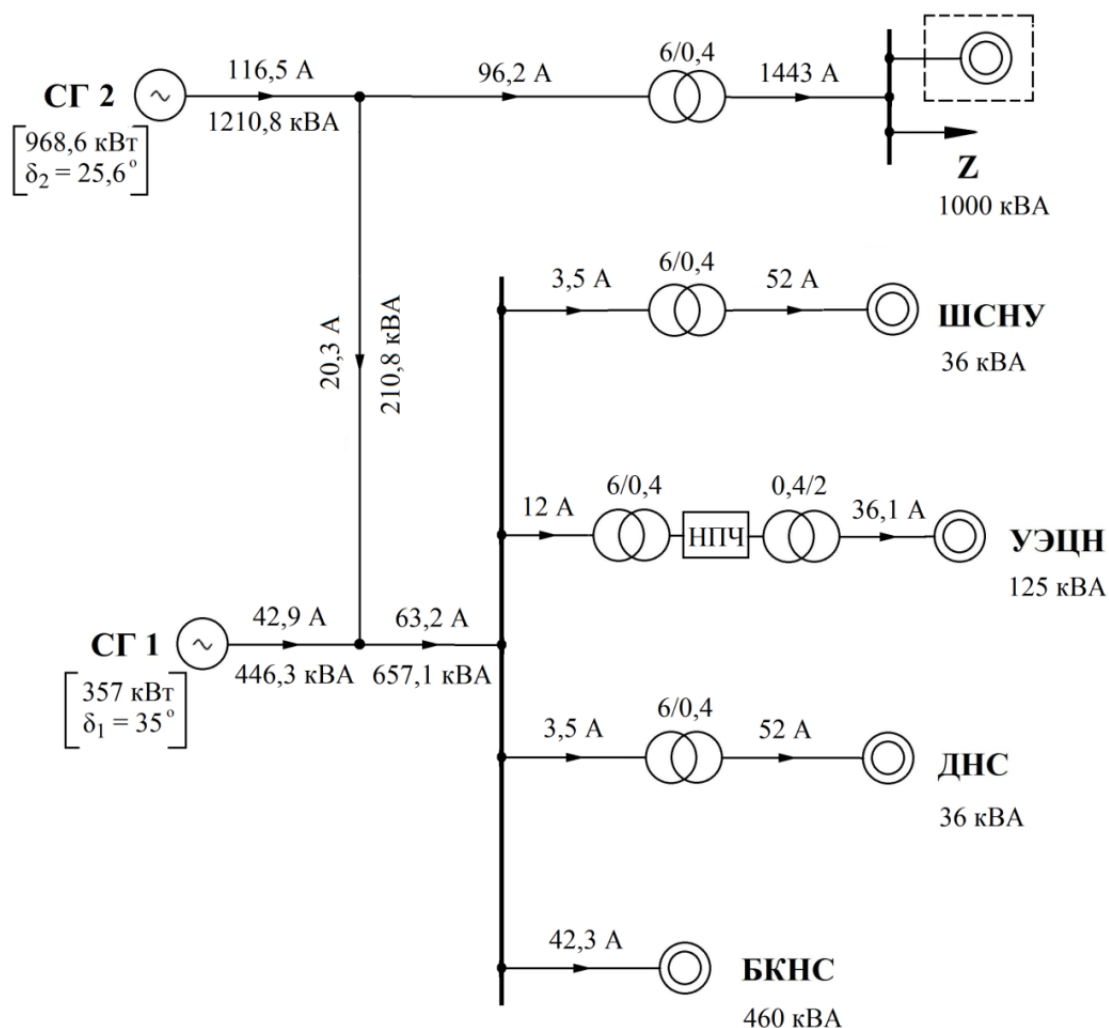 6/0,4
116,5 А
96,2 А
1443 А
СГ 2
1210,8 кВА
968,6 кВт
δ₂ = 25,6°
Z
1000 кВА
6/0,4
3,5 А
52 А
ШСНУ
36 кВА
20,3 А
210,8 кВА
6/0,4
0,4/2
12 А
36,1 А
НПЧ
УЭЦН
125 кВА
42,9 А
63,2 А
СГ 1
446,3 кВА
657,1 кВА
357 кВт
δ₁ = 35°
6/0,4
3,5 А
52 А
ДНС
36 кВА
42,3 А
БКНС
460 кВА